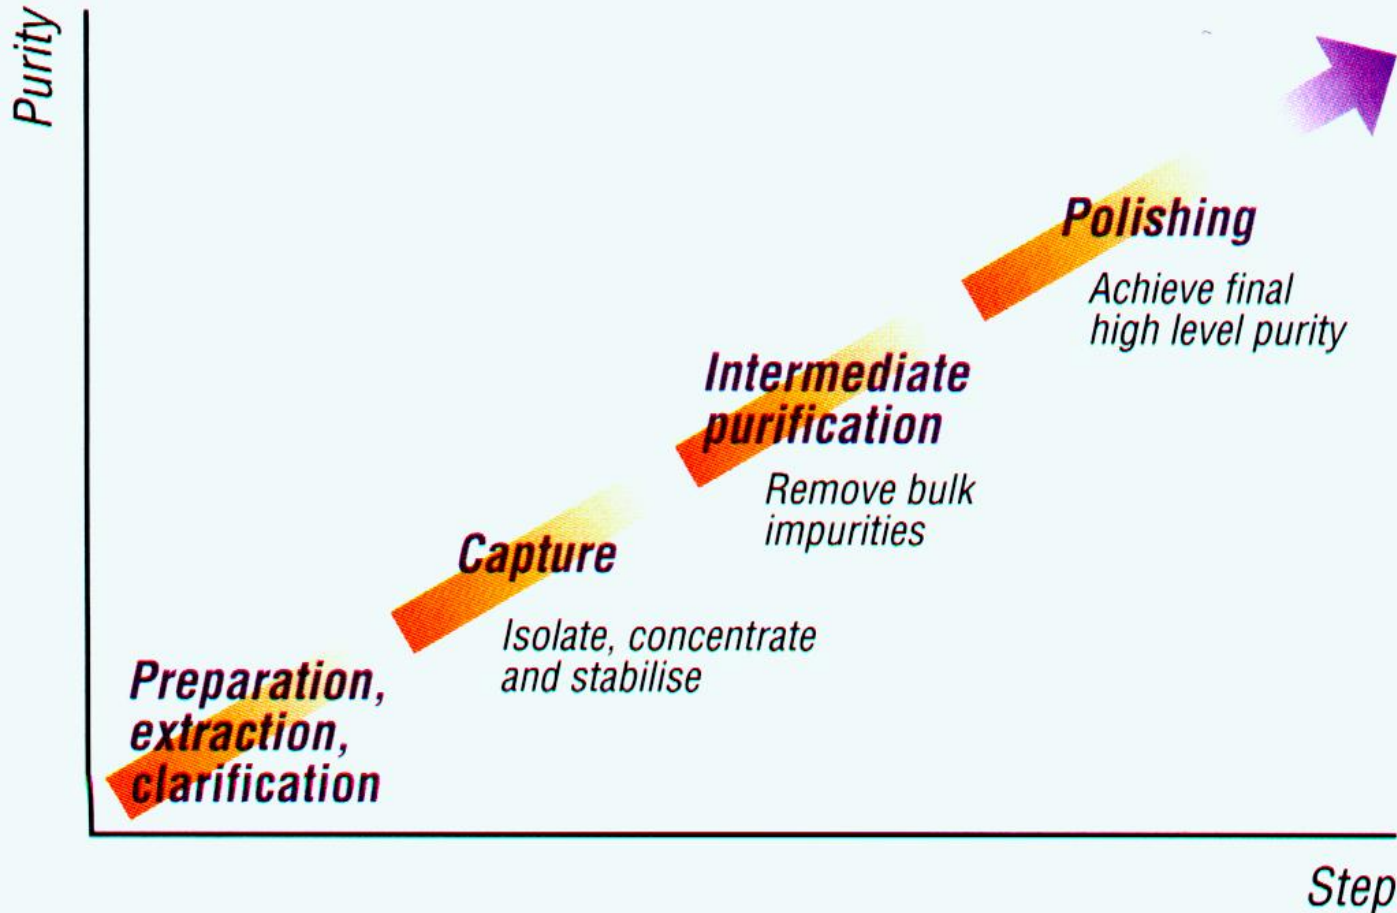 Purity
Polishing
Achieve final
high level purity
Intermediate
purification
Remove bulk
impurities
Capture
Isolate, concentrate
and stabilise
Preparation,
extraction,
clarification
Step